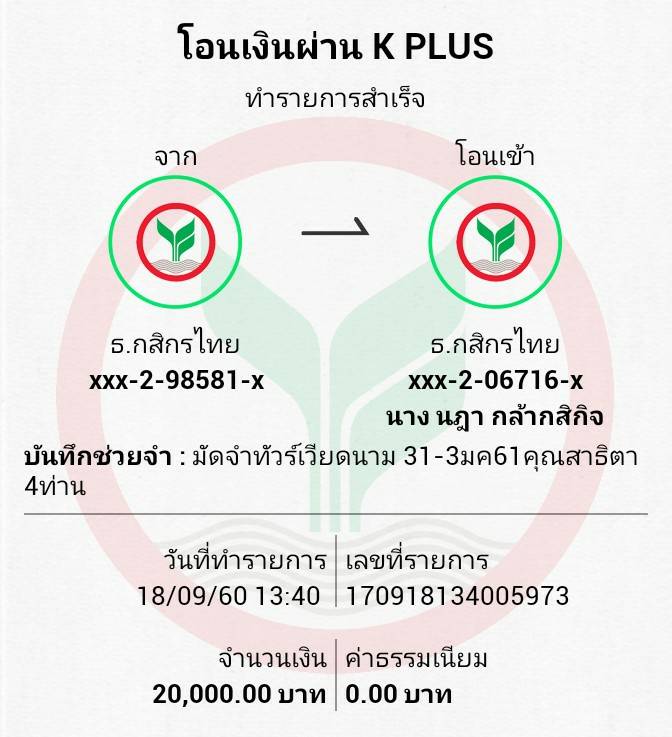 โอนเงินผ่าน K PLUS
ทำรายการสำเร็จ
จาก
โอนเข้า
ธ.กสิกรไทย
xxx-2-98581-x
ธ.กสิกรไทย
xxx-2-06716-x
นาง นฎา กล้ากสิกิจ
บันทึกช่วยจำ : มัดจำทัวร์เวียดนาม 31-3มค61คุณสาธิตา
4ท่าน
วันที่ทำรายการ
18/09/60 13:40
เลขที่รายการ
170918134005973
จำนวนเงิน
20,000.00 บาท
ค่าธรรมเนียม
0.00 บาท